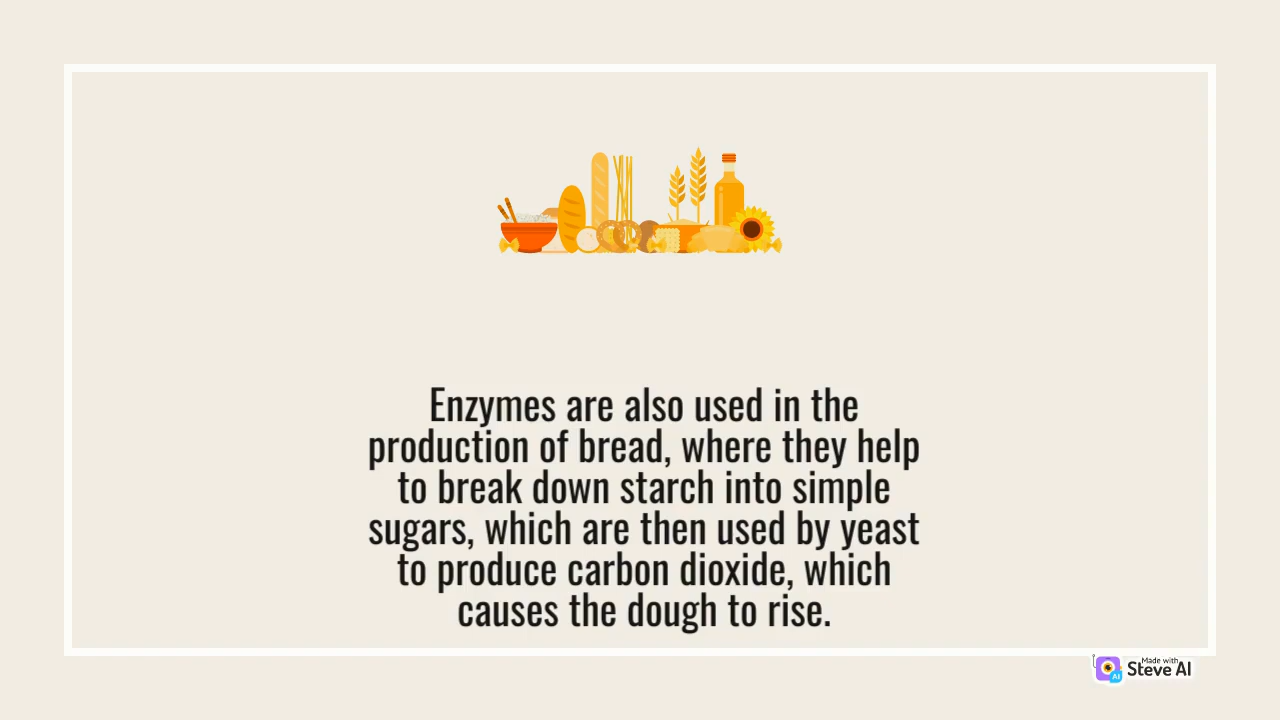 Enzymes are also used in the
production of bread, where they help
to break down starch into simple
sugars, which are then used by yeast
to produce carbon dioxide, which
causes the dough to rise.
Made with
Steve AI
AI